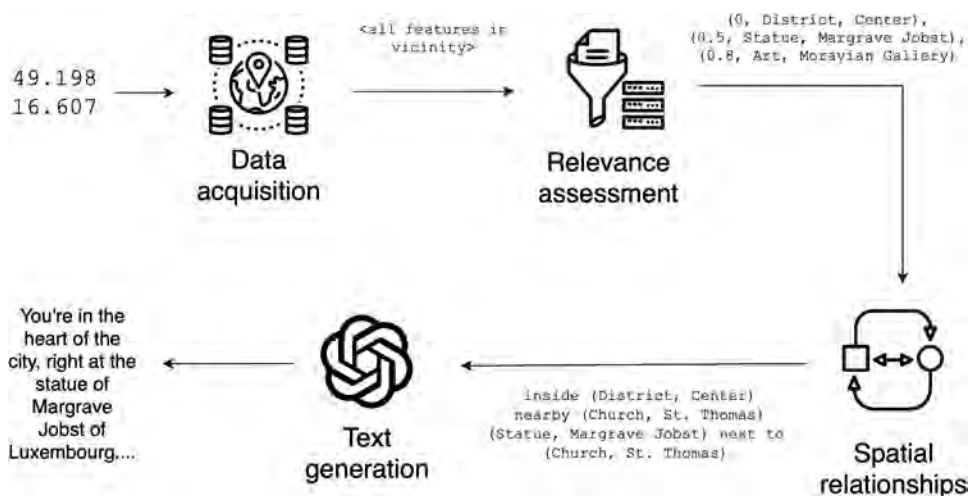 49.198
16.607
Data
acquisition
<all features in
vicinity>
Relevance
assessment
(0, District, Center),
(0.5, Statue, Margrave Jobst),
(0.8, Art, Moravian Gallery)
Spatial
relationships
inside (District, Center)
nearby (Church, St. Thomas)
(Statue, Margrave Jobst) next to
(Church, St. Thomas)
Text
generation
You're in the
heart of the
city, right at the
statue of
Margrave
Jobst of
Luxembourg....